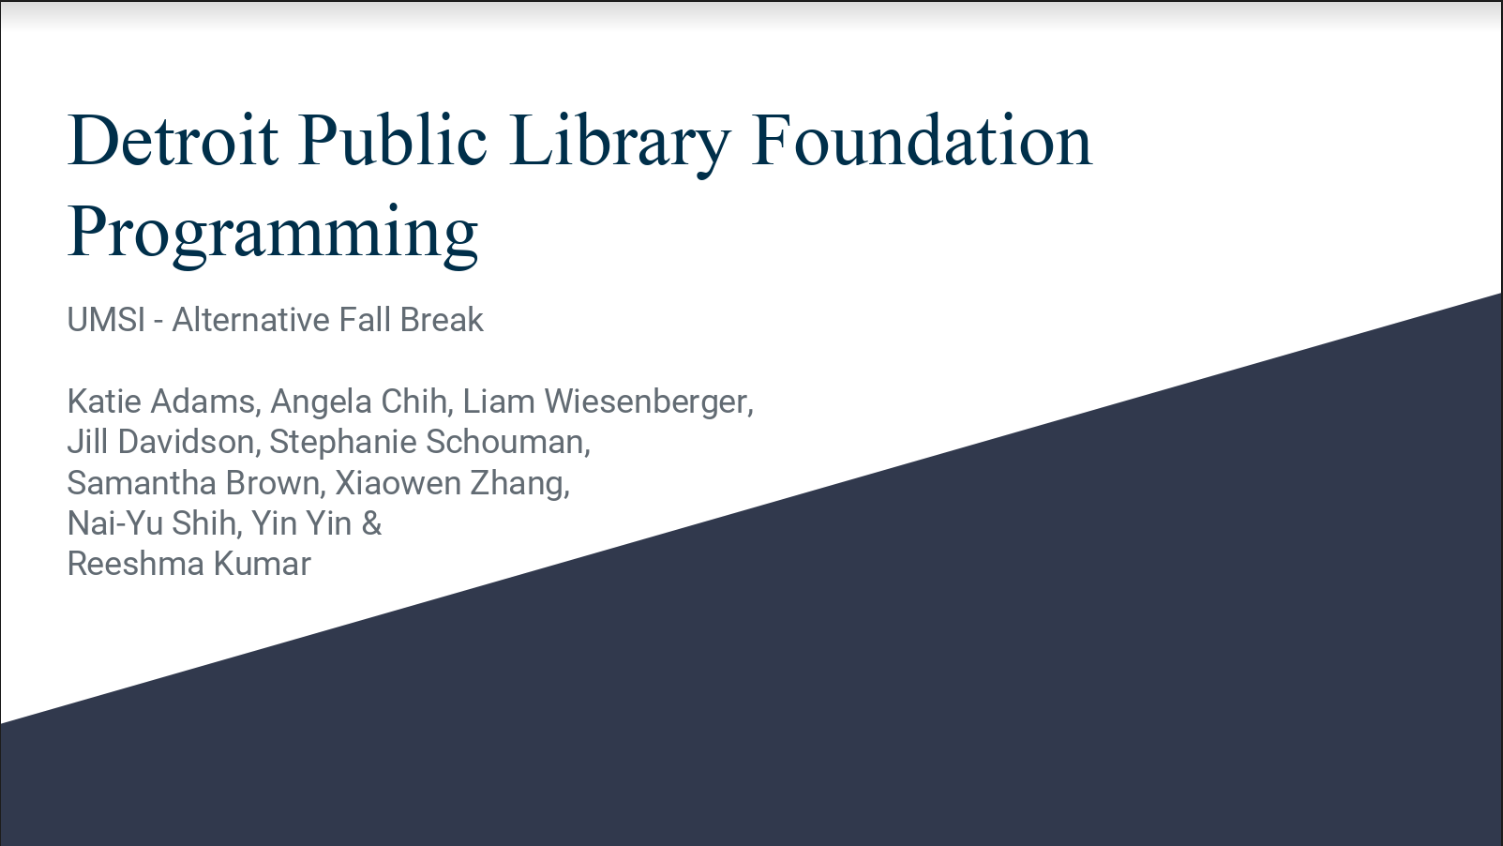 Detroit Public Library Foundation
Programming
UMSI - Alternative Fall Break
Katie Adams, Angela Chih, Liam Wiesenberger,
Jill Davidson, Stephanie Schouman,
Samantha Brown, Xiaowen Zhang,
Nai-Yu Shih, Yin Yin &
Reeshma Kumar